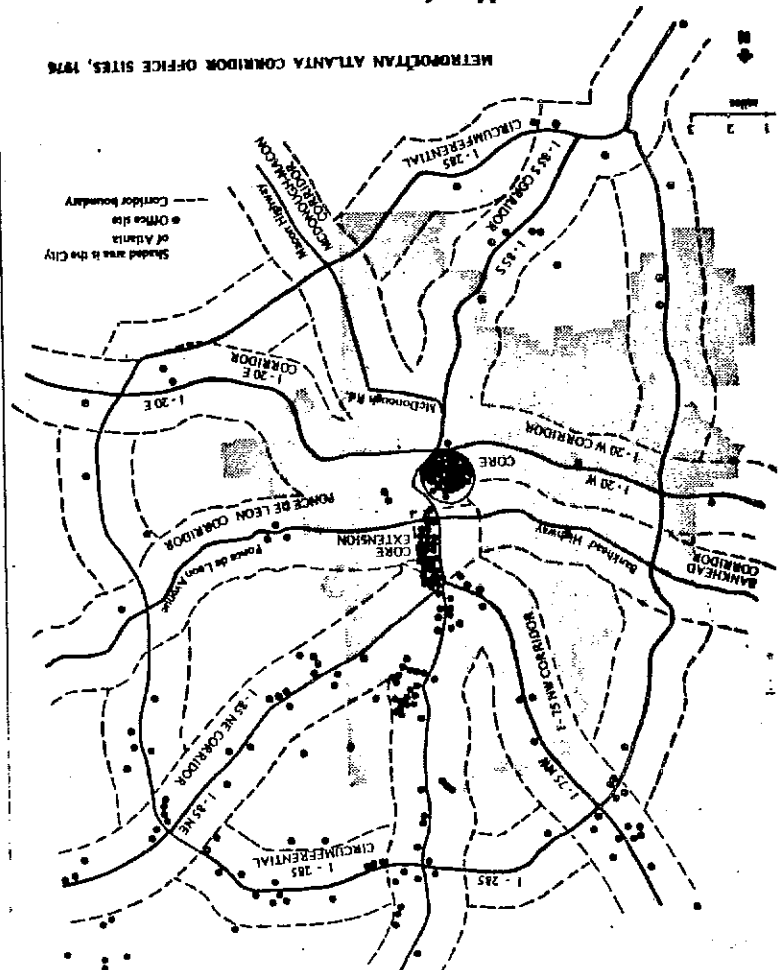 I - 285
I - 285
CIRCUMFERENTIAL
I-75 NW
I-75 NW CORRIDOR
I-85 NE
I-85 NE CORRIDOR
BANKHEAD
CORRIDOR
Bankhead Highway
CORE
EXTENSION
Ponce de Leon Avenue
PONCE DE LEON CORRIDOR
I-20 W
I-20 W CORRIDOR
CORE
McDonough Rd.
I-20 E
I-20 E
CORRIDOR
I-85 S
I-85 S CORRIDOR
Macon Highway
MCDONOUGH-MACON
CORRIDOR
I-285
CIRCUMFERENTIAL
Shaded area is the City
of Atlanta
Office site
Corridor boundary
1 2 3
miles
N
METROPOLITAN ATLANTA CORRIDOR OFFICE SITES, 1976